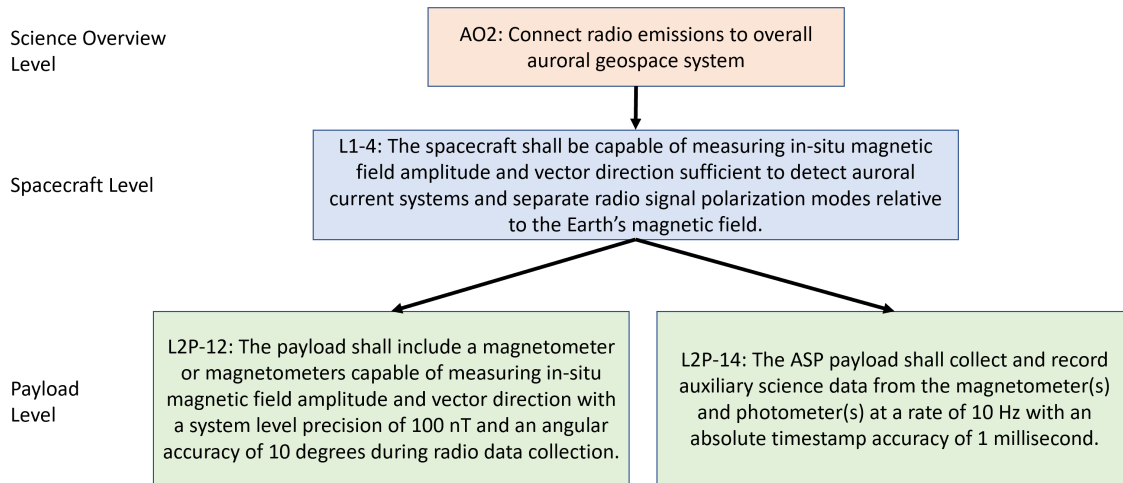 Science Overview
Level
AO2: Connect radio emissions to overall
auroral geospace system
Spacecraft Level
L1-4: The spacecraft shall be capable of measuring in-situ magnetic
field amplitude and vector direction sufficient to detect auroral
current systems and separate radio signal polarization modes relative
to the Earth’s magnetic field.
Payload
Level
L2P-12: The payload shall include a magnetometer
or magnetometers capable of measuring in-situ
magnetic field amplitude and vector direction with
a system level precision of 100 nT and an angular
accuracy of 10 degrees during radio data collection.
L2P-14: The ASP payload shall collect and record
auxiliary science data from the magnetometer(s)
and photometer(s) at a rate of 10 Hz with an
absolute timestamp accuracy of 1 millisecond.